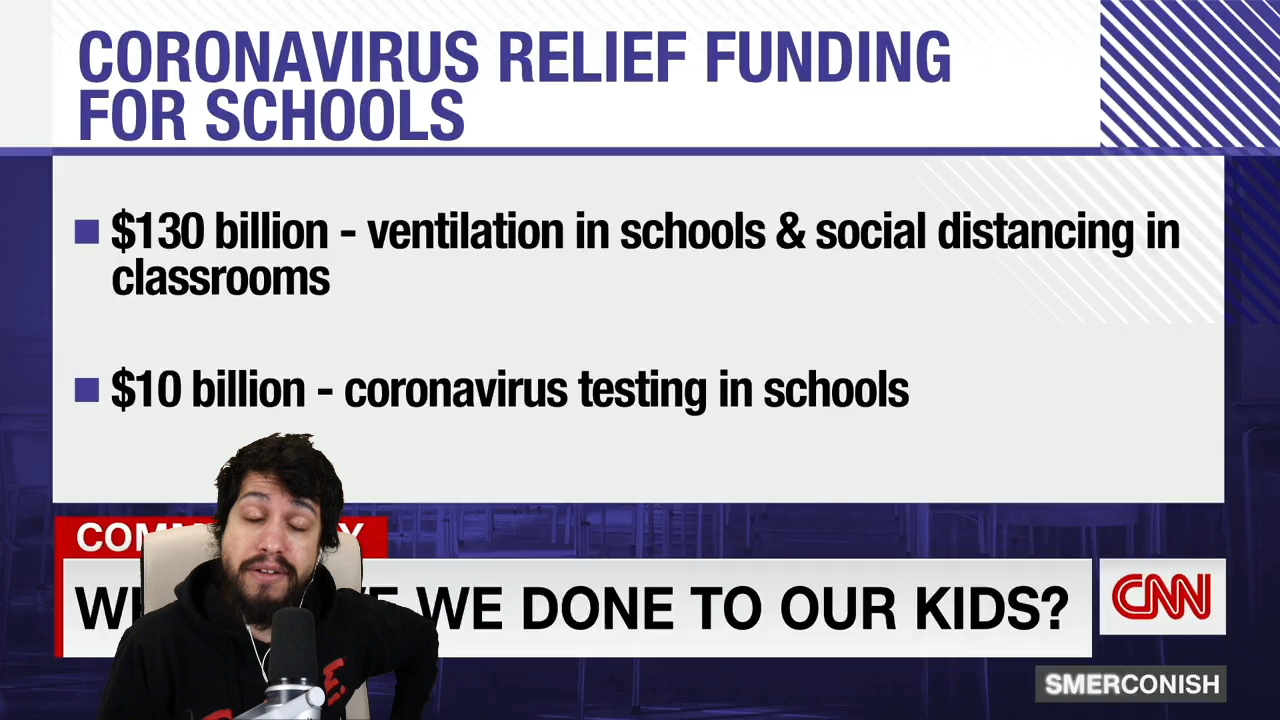 CORONAVIRUS RELIEF FUNDING
FOR SCHOOLS
■ $130 billion - ventilation in schools & social distancing in
classrooms
■ $10 billion - coronavirus testing in schools
WE DONE TO OUR KIDS?
CNN
SMERCONISH